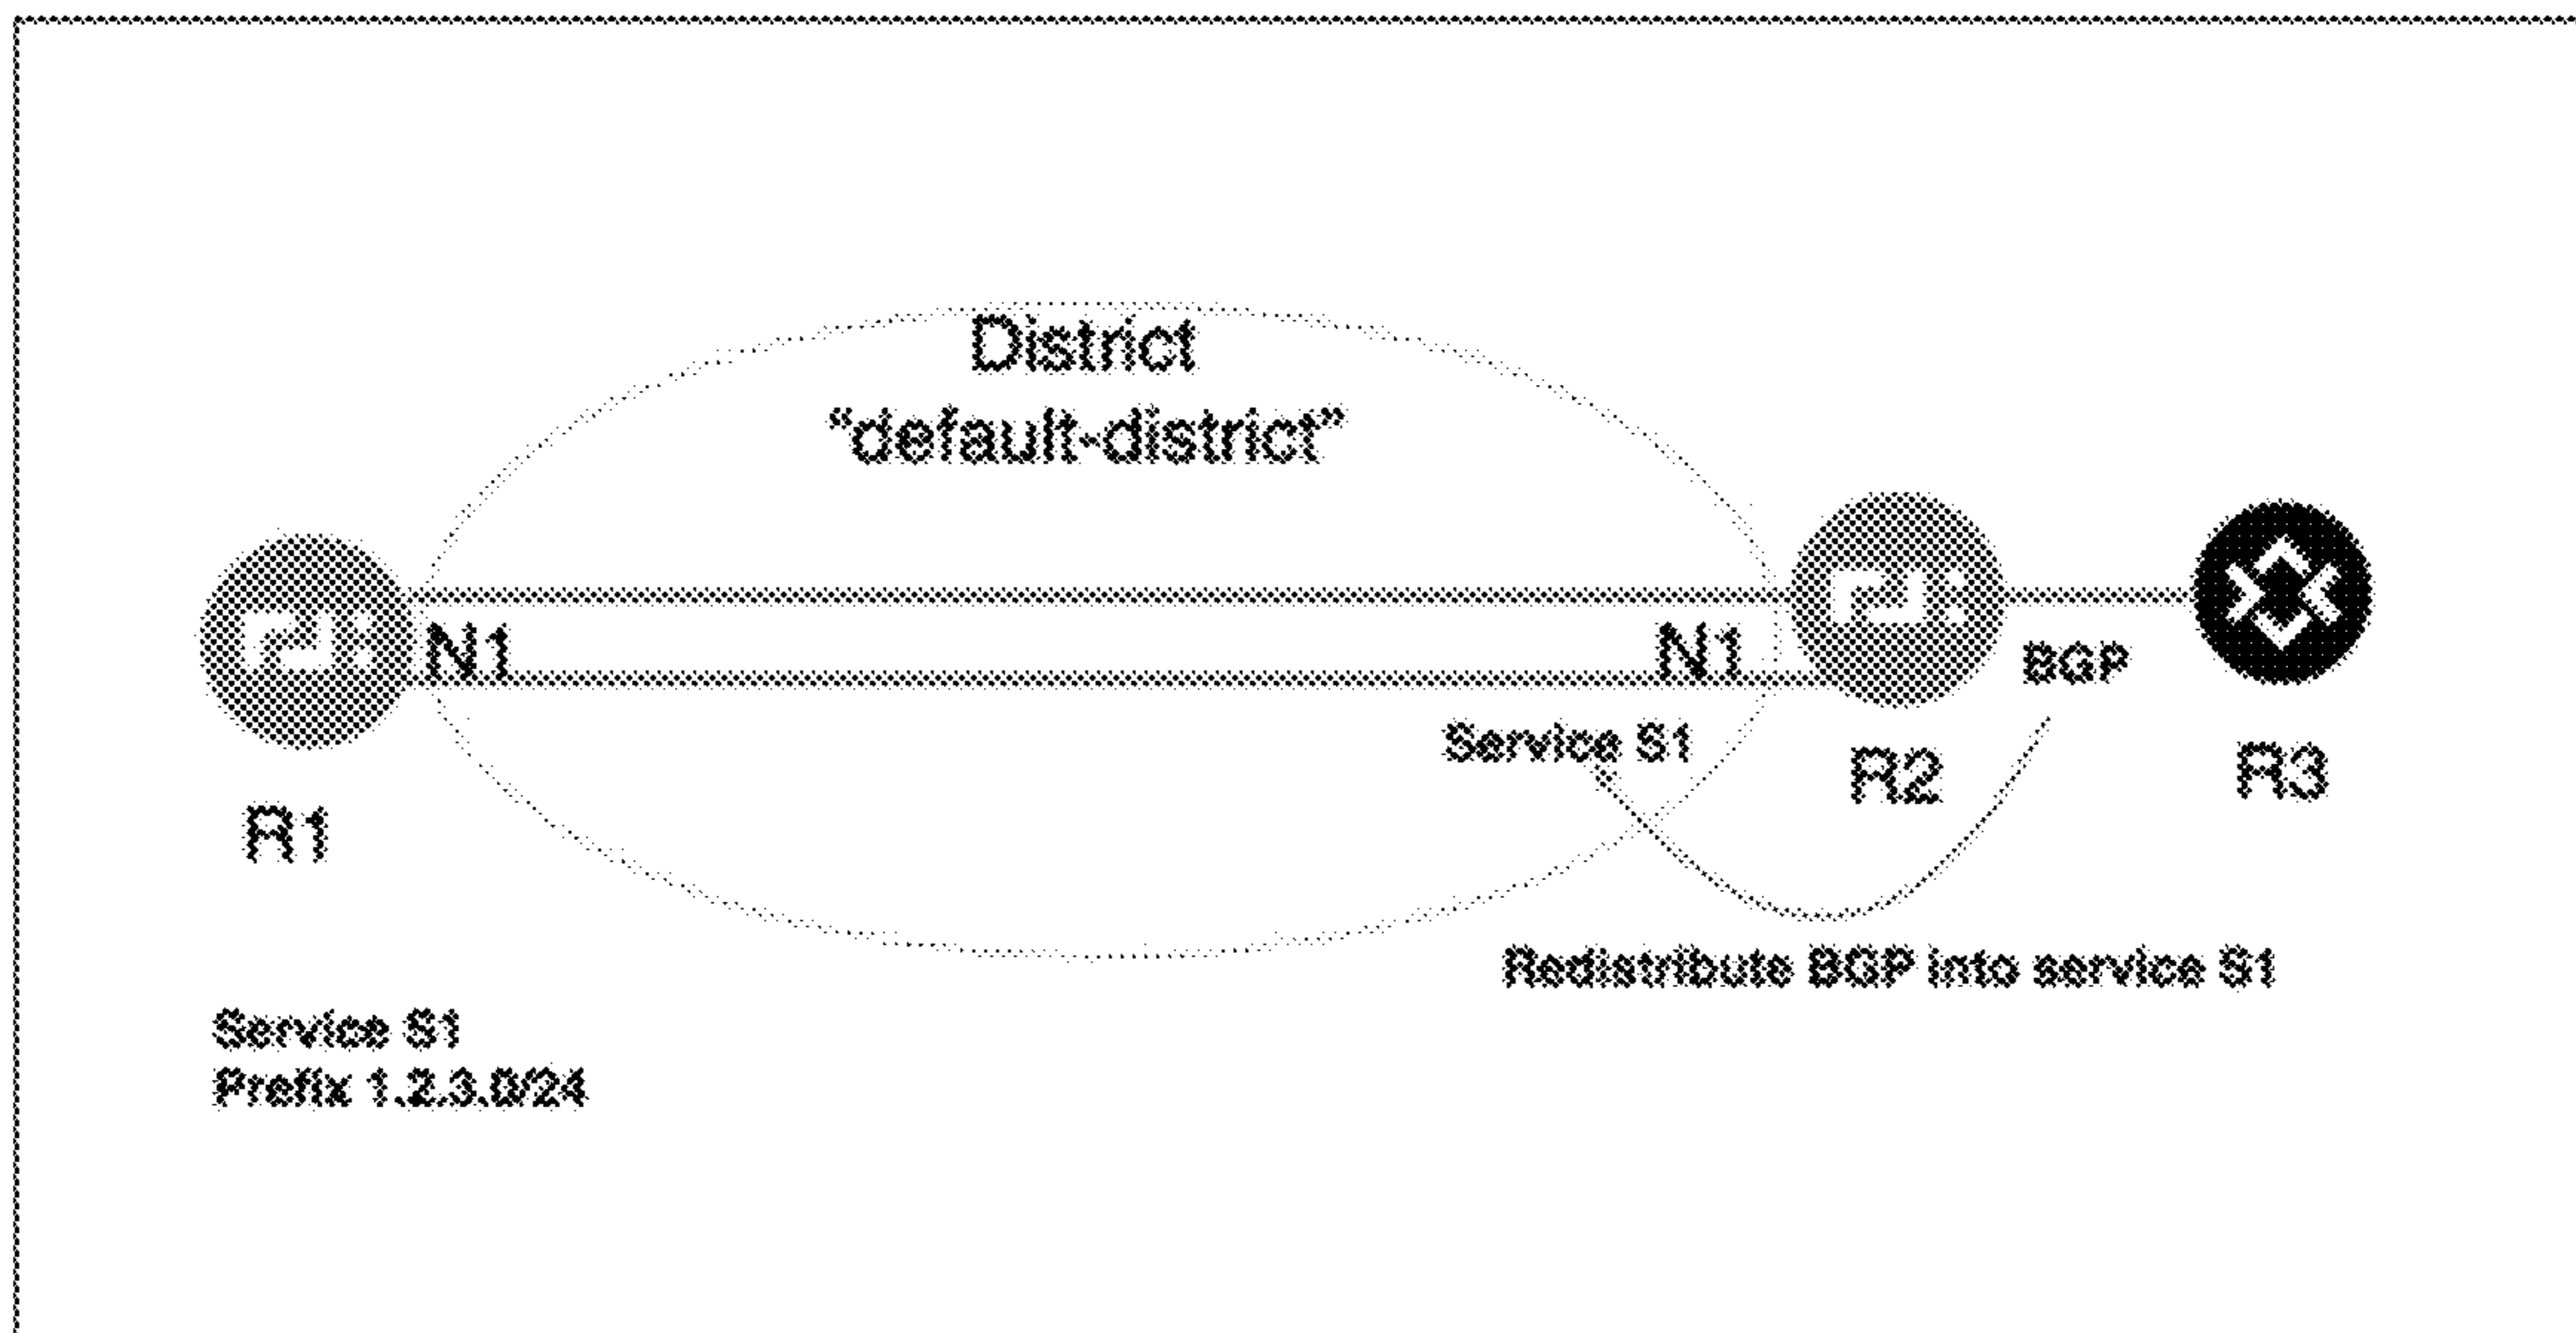 District
“default-district”
N1
N1
BGP
Service S1
R2
R3
R1
Redistribute BGP into service S1
Service S1
Prefix 1.2.3.0/24